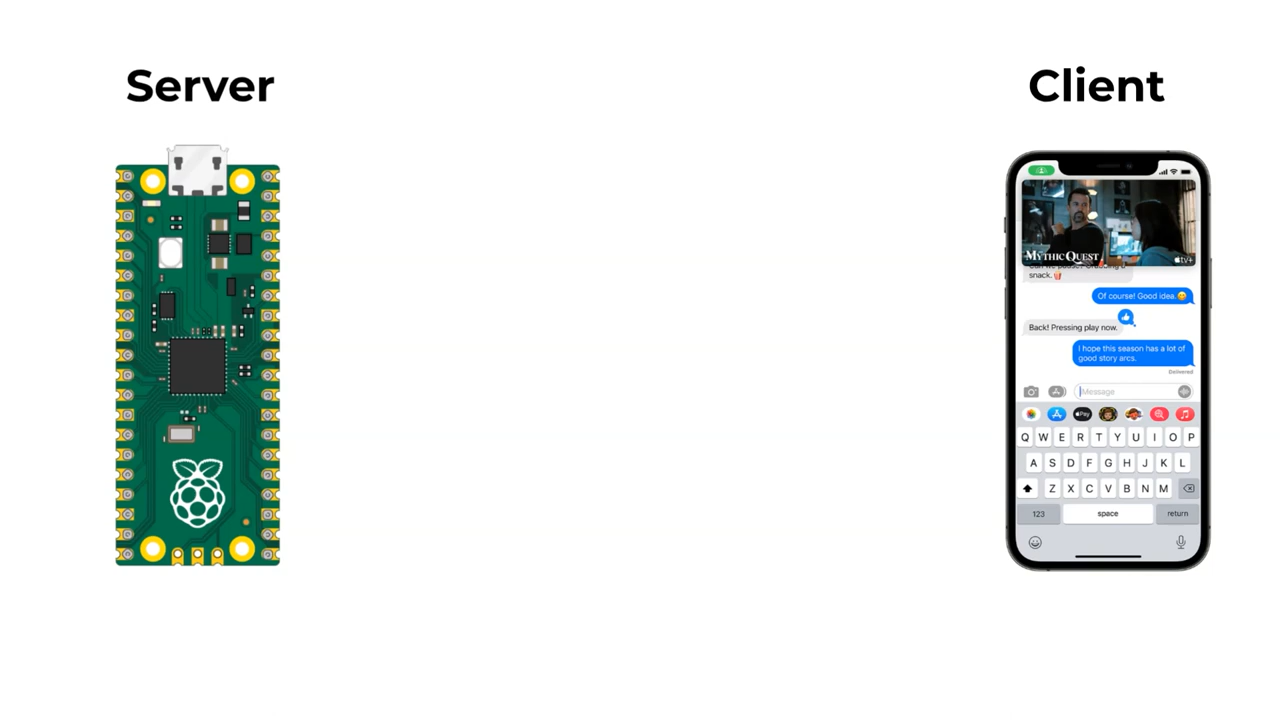 Server
Client
MYTHIC QUEST
tv+
snack.
Of course! Good idea.
Back! Pressing play now.
I hope this season has a lot of
good story arcs.
Delivered
Message
Pay
Q W E R T Y U I O P
A S D F G H J K L
Z X C V B N M
123 space return